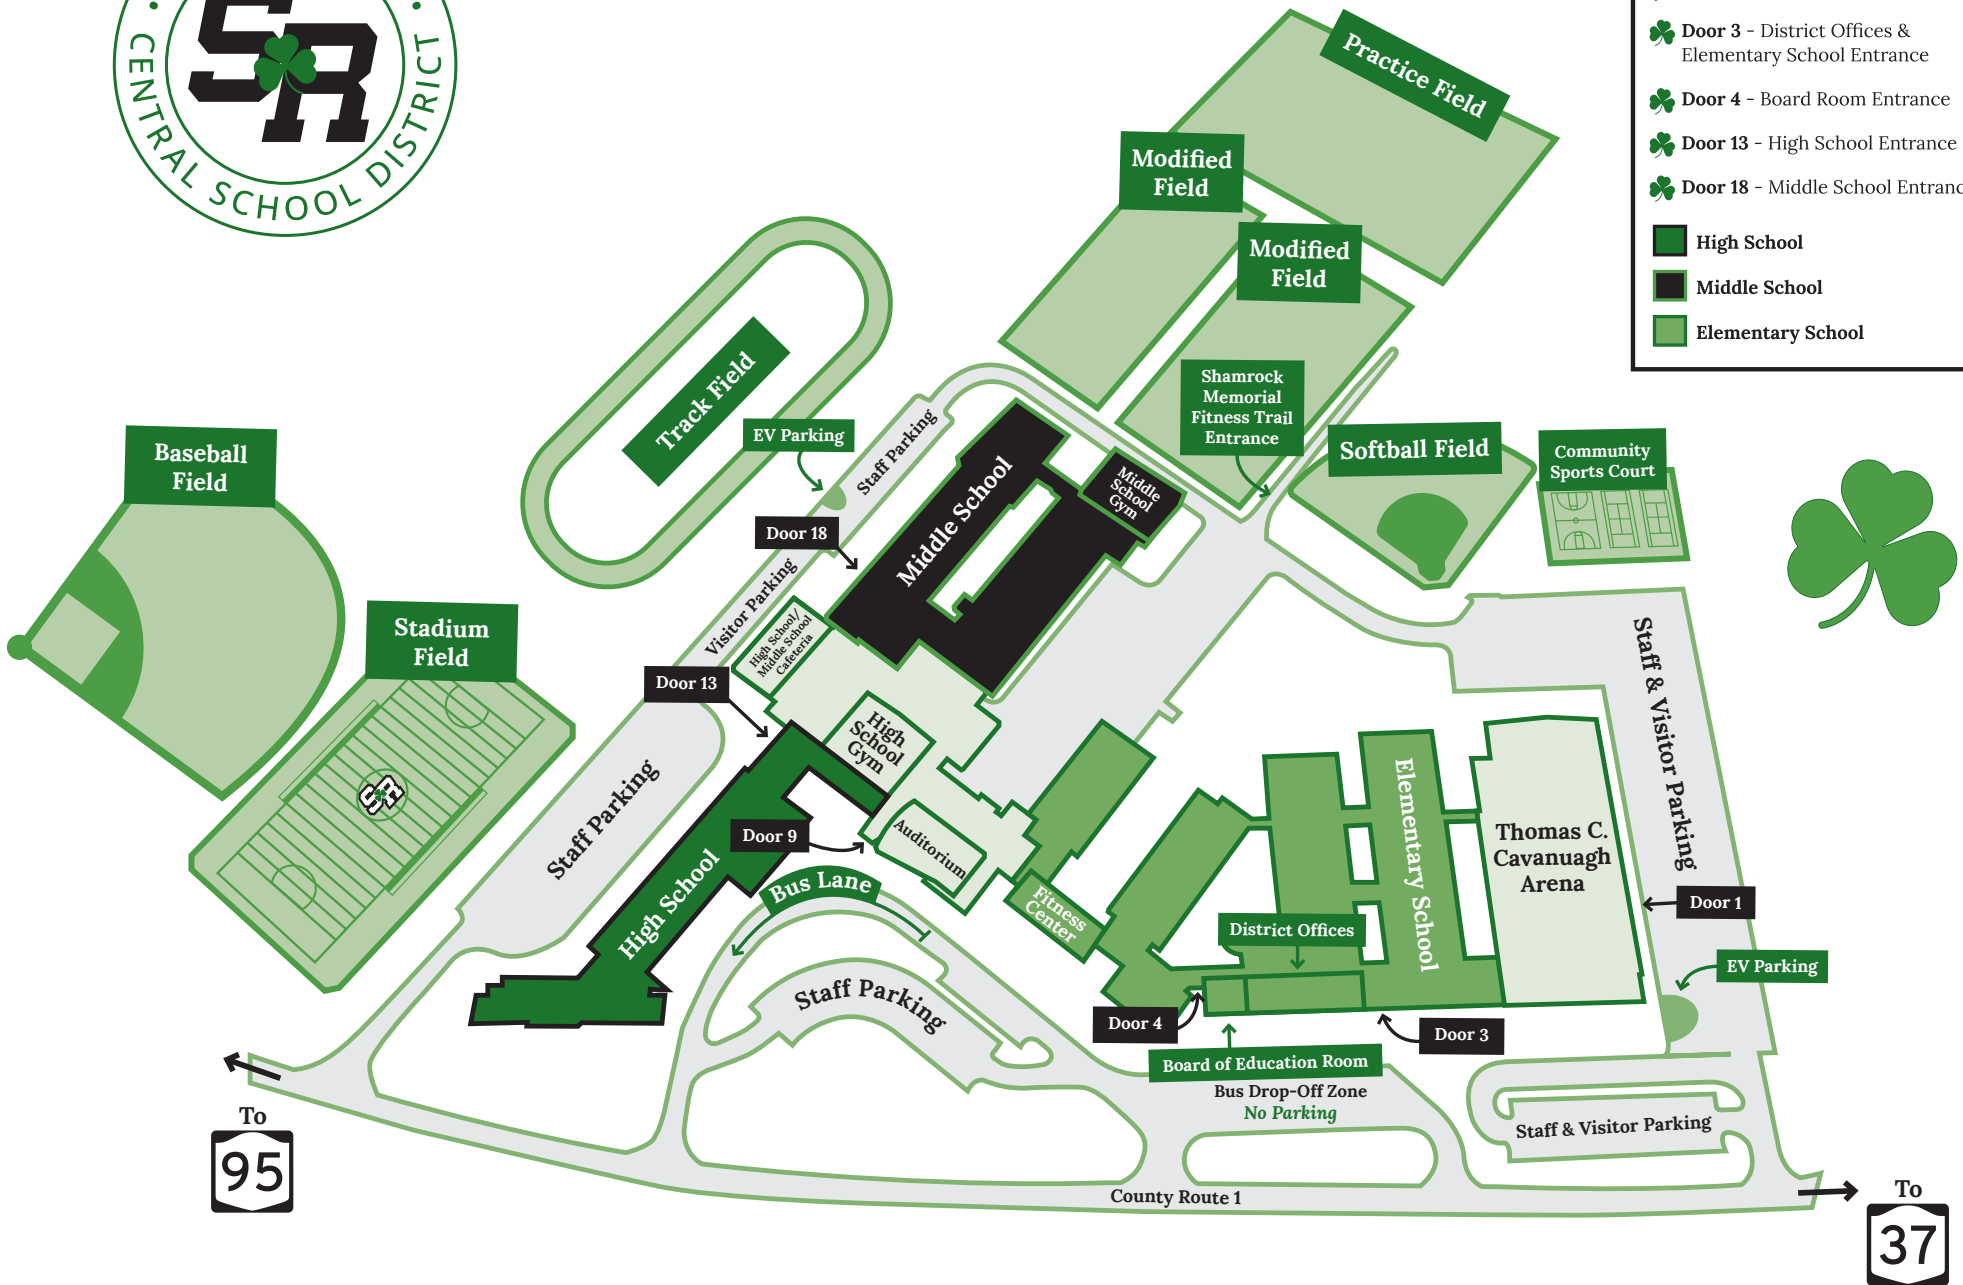 CENTRAL SCHOOL DISTRICT
SR
Door 3 - District Offices &
Elementary School Entrance
Door 4 - Board Room Entrance
Door 13 - High School Entrance
Door 18 - Middle School Entranc
High School
Middle School
Elementary School
Practice Field
Modified
Field
Modified
Field
Shamrock
Memorial
Fitness Trail
Entrance
Track Field
EV Parking
Staff Parking
Softball Field
Community
Sports Court
Baseball
Field
Stadium
Field
SR
Middle School
Middle
School
Gym
Door 18
Visitor Parking
High School/
Middle School
Cafeteria
Door 13
High
School
Gym
Staff Parking
Door 9
Auditorium
High School
Bus Lane
Fitness
Center
Staff Parking
Elementary School
Thomas C.
Cavanuagh
Arena
Staff & Visitor Parking
Door 1
EV Parking
District Offices
Door 4
Door 3
Board of Education Room
Bus Drop-Off Zone
No Parking
Staff & Visitor Parking
County Route 1
To
95
To
37